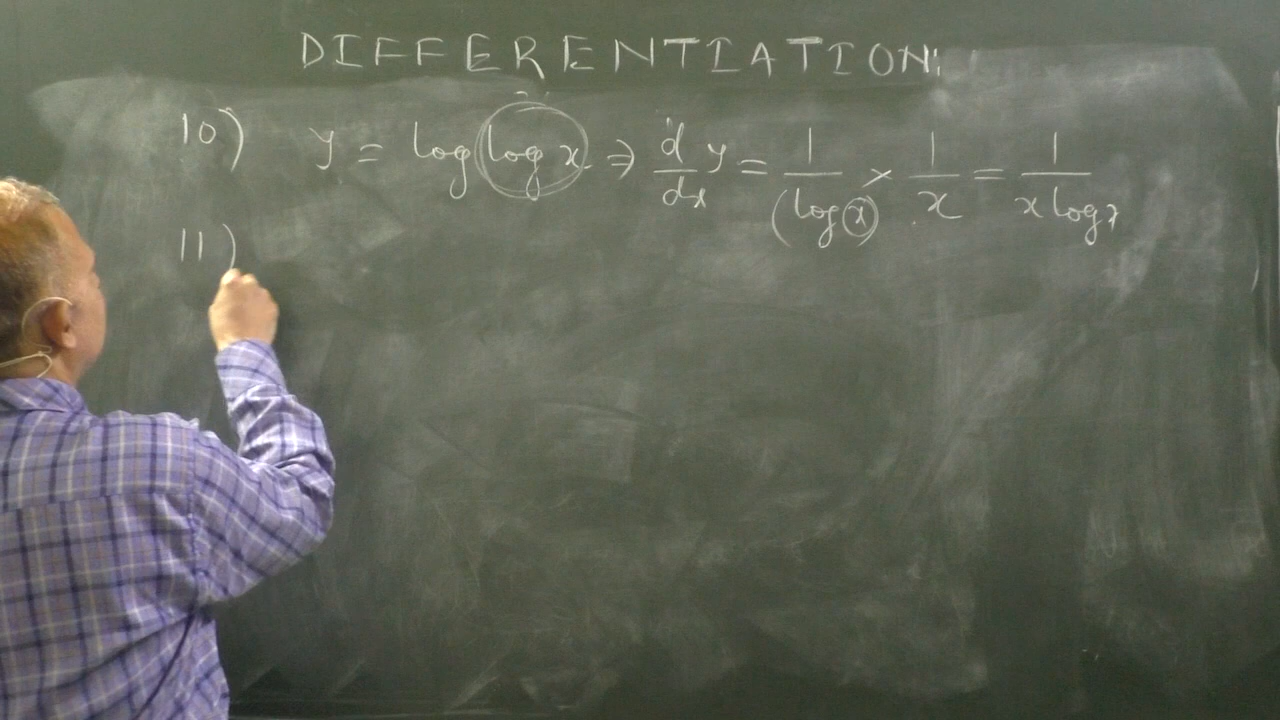 DIFFERENTIATION:
10) y = log(log x) ⇒ d/dx y = 1/(log x) × 1/x = 1/(x log x)
11)